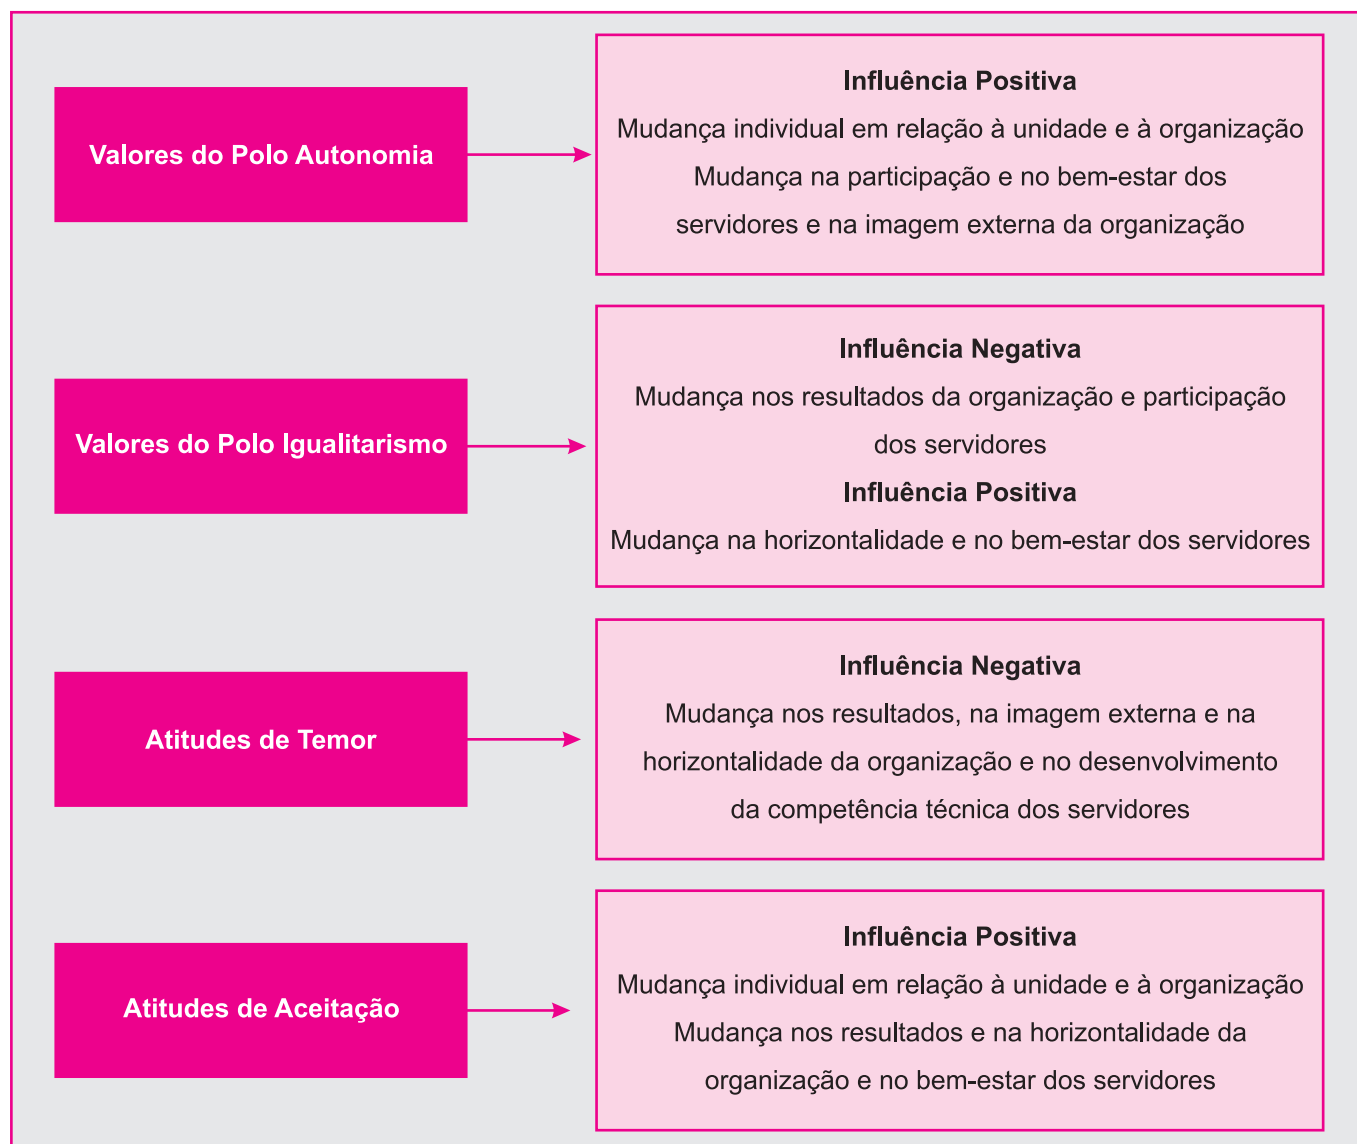 Valores do Polo Autonomia
Influência Positiva
Mudança individual em relação à unidade e à organização
Mudança na participação e no bem-estar dos
servidores e na imagem externa da organização
Valores do Polo Igualitarismo
Influência Negativa
Mudança nos resultados da organização e participação
dos servidores
Influência Positiva
Mudança na horizontalidade e no bem-estar dos servidores
Atitudes de Temor
Influência Negativa
Mudança nos resultados, na imagem externa e na
horizontalidade da organização e no desenvolvimento
da competência técnica dos servidores
Atitudes de Aceitação
Influência Positiva
Mudança individual em relação à unidade e à organização
Mudança nos resultados e na horizontalidade da
organização e no bem-estar dos servidores